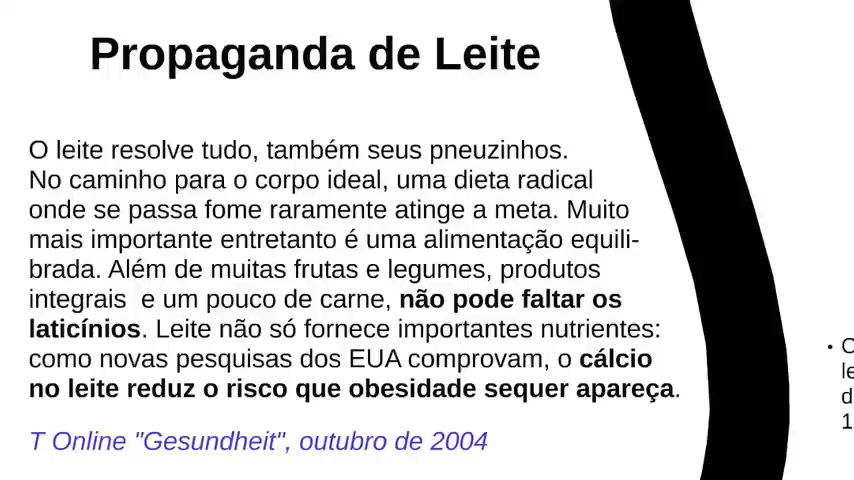 Propaganda de Leite
O leite resolve tudo, também seus pneuzinhos.
No caminho para o corpo ideal, uma dieta radical
onde se passa fome raramente atinge a meta. Muito
mais importante entretanto é uma alimentação equili-
brada. Além de muitas frutas e legumes, produtos
integrais e um pouco de carne, não pode faltar os
laticínios. Leite não só fornece importantes nutrientes:
como novas pesquisas dos EUA comprovam, o cálcio
no leite reduz o risco que obesidade sequer apareça.
T Online "Gesundheit", outubro de 2004